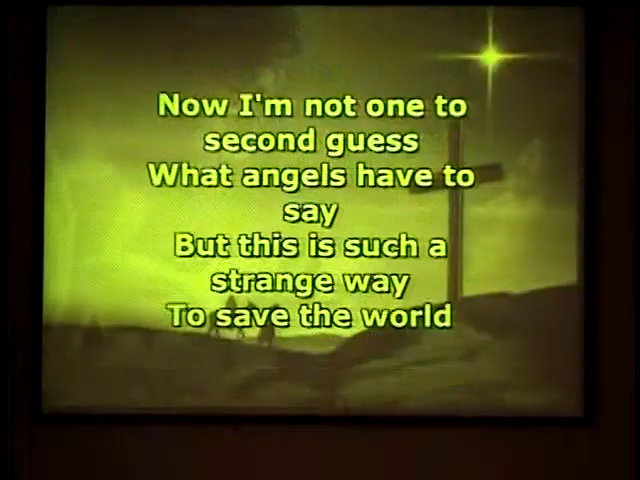 Now I'm not one to
second guess
What angels have to
say
But this is such a
strange way
To save the world